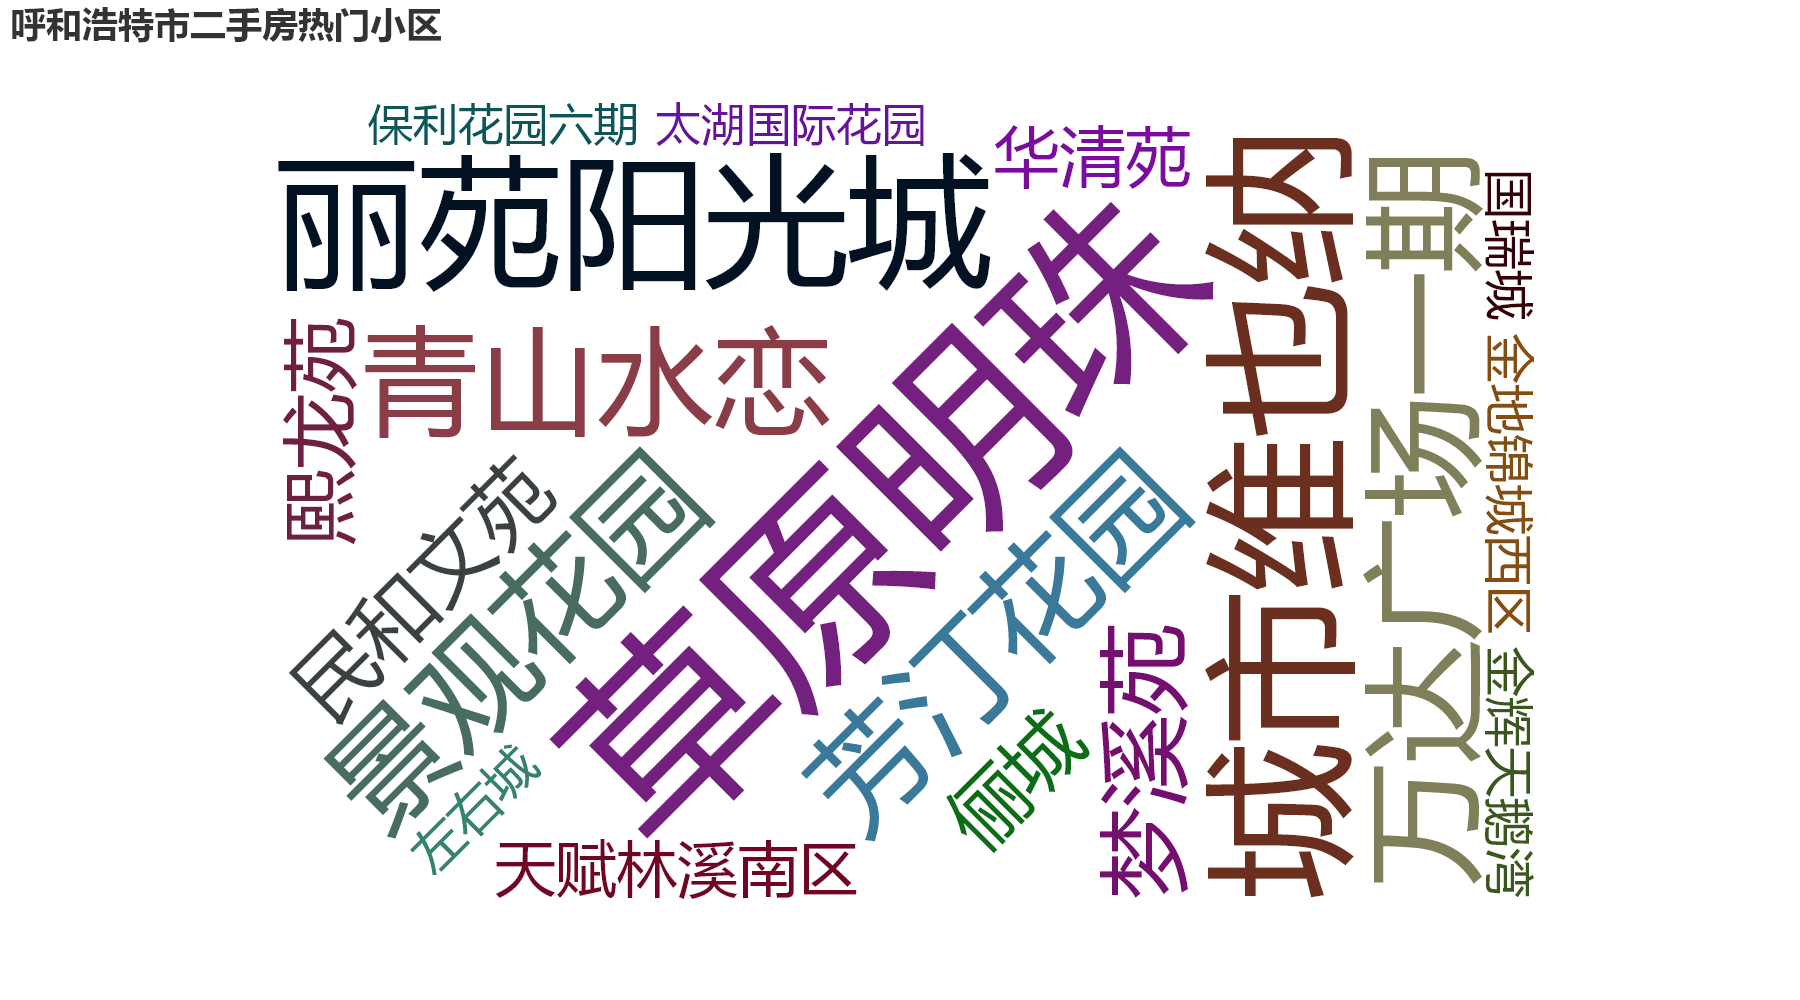 呼和浩特市二手房热门小区
保利花园六期
太湖国际花园
华清苑
丽苑阳光城
城市维也纳
万达广场一期
国瑞城
青山水恋
熙龙苑
草原明珠
金地锦城西区
民和文苑
景观花园
芳汀花园
梦溪苑
金辉天鹅湾
俪城
左右城
天赋林溪南区